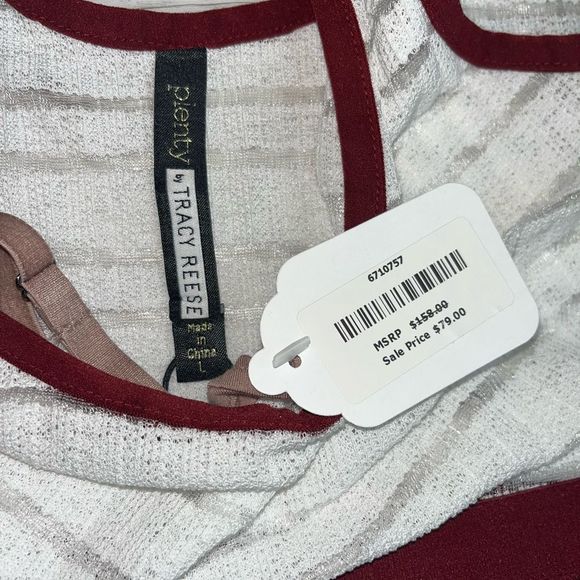 plenty
by TRACY REESE
Made
in
China
L
6710757
MSRP $158.00
Sale Price $79.00